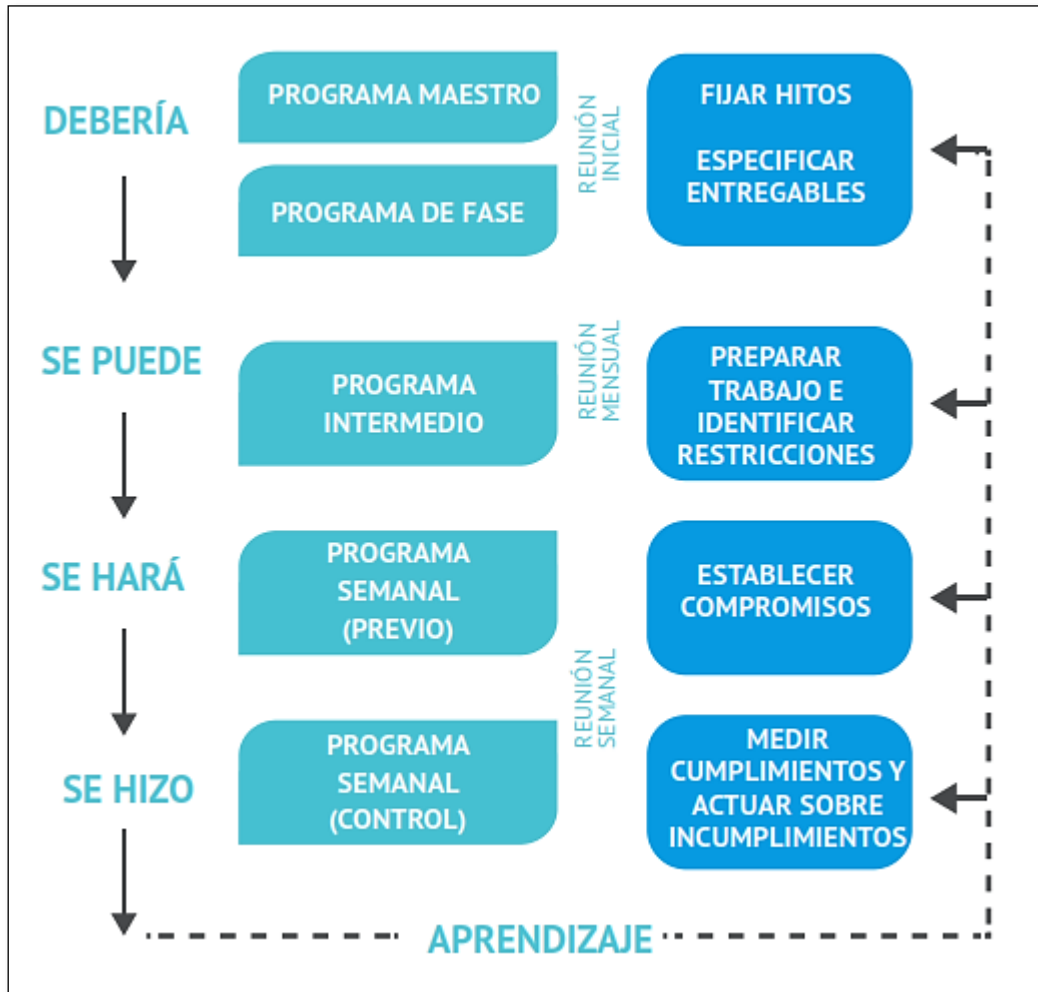 DEBERÍA
PROGRAMA MAESTRO
PROGRAMA DE FASE
REUNIÓN
INICIAL
FIJAR HITOS
ESPECIFICAR
ENTREGABLES
SE PUEDE
PROGRAMA
INTERMEDIO
REUNIÓN
MENSUAL
PREPARAR
TRABAJO E
IDENTIFICAR
RESTRICCIONES
SE HARÁ
PROGRAMA
SEMANAL
(PREVIO)
ESTABLECER
COMPROMISOS
REUNIÓN
SEMANAL
SE HIZO
PROGRAMA
SEMANAL
(CONTROL)
MEDIR
CUMPLIMIENTOS Y
ACTUAR SOBRE
INCUMPLIMIENTOS
APRENDIZAJE